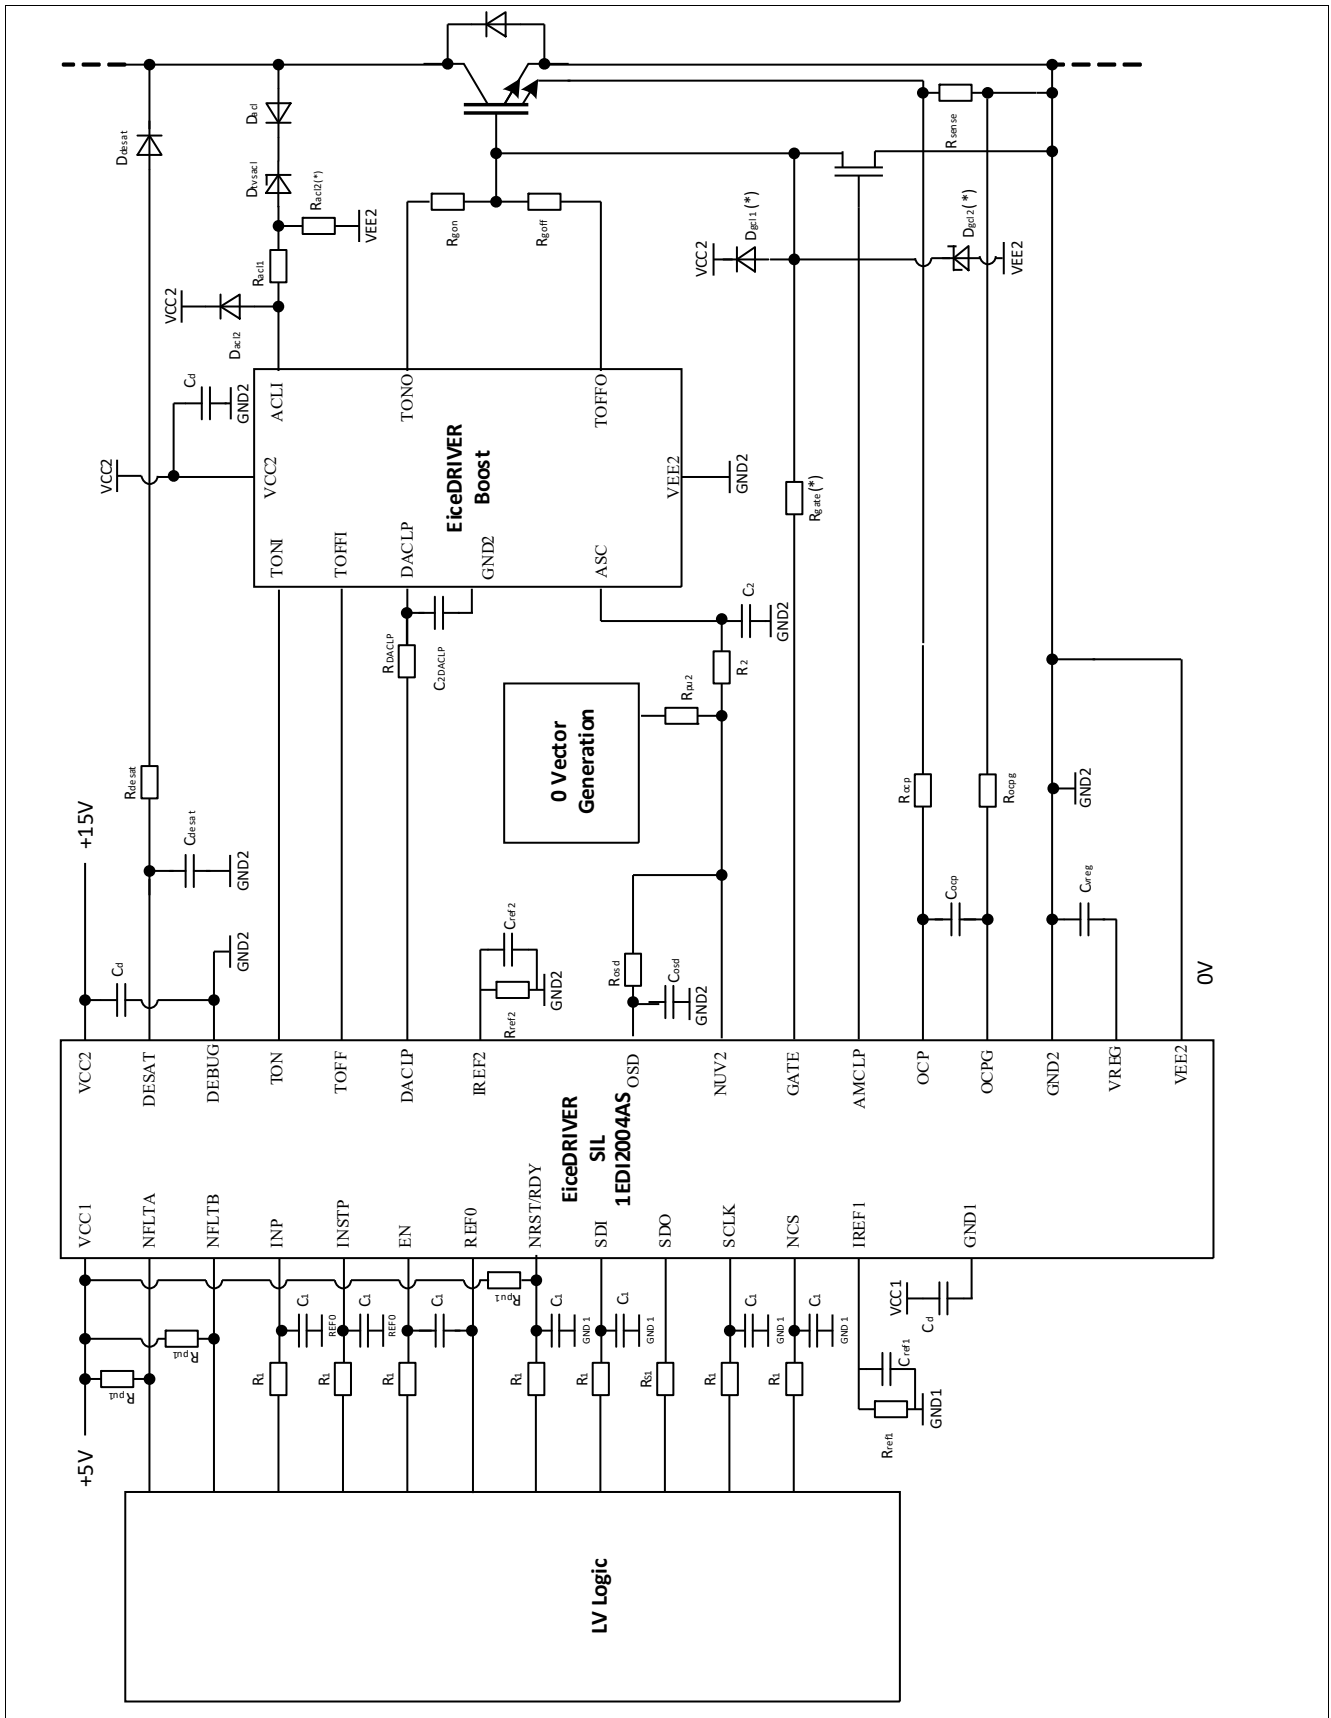 LV Logic
+5V
Rpu1
Rpu1
Rpu1
R1
R1
R1
R1
R1
RS1
R1
R1
C1
REF0
C1
REF0
C1
C1
GND1
C1
GND1
C1
GND1
C1
GND1
Rref1
Cref1
GND1
VCC1
Cd
VCC1
NFLTA
NFLTB
INP
INSTP
EN
REF0
NRST/RDY
SDI
SDO
SCLK
NCS
IREF1
GND1
EiceDRIVER
SIL
1EDI2004AS
VCC2
DESAT
DEBUG
TON
TOFF
DACLP
IREF2
OSD
NUV2
GATE
AMCLP
OCP
OCPG
GND2
VREG
VEE2
+15V
Cd
GND2
Rdesat
Cdesat
GND2
Rref2
Cref2
GND2
Rosd
Cosd
GND2
0 Vector
Generation
Rpu2
R2
C2
GND2
RDACLP
C2DACLP
Rocp
Rocpg
Cocp
Cvreg
GND2
0V
TONI
TOFFI
DACLP
GND2
ASC
EiceDRIVER
Boost
VCC2
VEE2
ACLI
TONO
TOFFO
VCC2
Cd
GND2
GND2
Rgate(*)
VCC2
Dacl2
Racl1
Racl2(*)
VEE2
Dtvsacl
Dacl
Ddesat
Rgon
Rgoff
VCC2
Dgcl1(*)
Dgcl2(*)
VEE2
Rsense